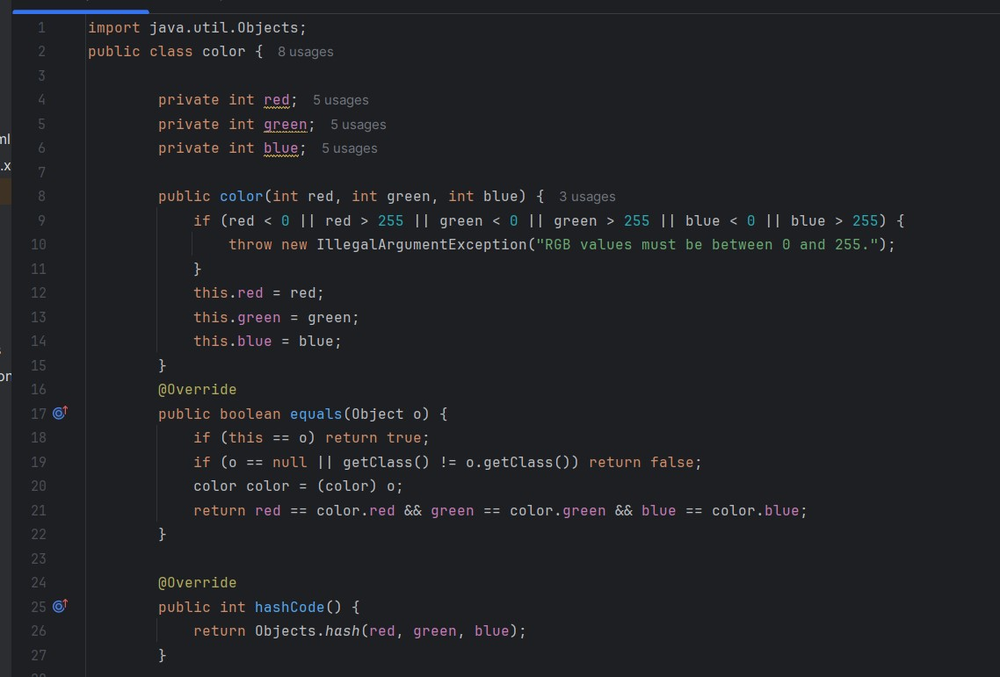 1 import java.util.Objects;
2 public class color { 8 usages
3
4 private int red; 5 usages
5 private int green; 5 usages
6 private int blue; 5 usages
7
8 public color(int red, int green, int blue) { 3 usages
9 if (red < 0 || red > 255 || green < 0 || green > 255 || blue < 0 || blue > 255) {
10 throw new IllegalArgumentException("RGB values must be between 0 and 255.");
11 }
12 this.red = red;
13 this.green = green;
14 this.blue = blue;
15 }
16 @Override
17 public boolean equals(Object o) {
18 if (this == o) return true;
19 if (o == null || getClass() != o.getClass()) return false;
20 color color = (color) o;
21 return red == color.red && green == color.green && blue == color.blue;
22 }
23
24 @Override
25 public int hashCode() {
26 return Objects.hash(red, green, blue);
27 }